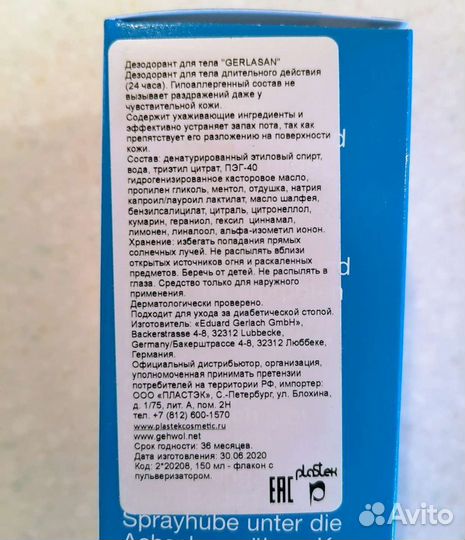 Дезодорант для тела "GERLASAN"
Дезодорант для тела длительного действия
(24 часа). Гипоаллергенный состав не
вызывает раздражений даже у
чувствительной кожи.
Содержит ухаживающие ингредиенты и
эффективно устраняет запах пота, так как
препятствует его разложению на поверхности
кожи.
Состав: денатурированный этиловый спирт,
вода, триэтил цитрат, ПЭГ-40
гидрогенизированное касторовое масло,
пропилен гликоль, ментол, отдушка, натрия
капроил/лауроил лактилат, масло шалфея,
бензилсалицилат, цитраль, цитронеллол,
кумарин, гераниол, гексил циннамал,
лимонен, линалоол, альфа-изометил ионон.
Хранение: избегать попадания прямых
солнечных лучей. Не распылять вблизи
открытых источников огня и раскаленных
предметов. Беречь от детей. Не распылять в
глаза. Средство только для наружного
применения.
Дерматологически проверено.
Подходит для ухода за диабетической стопой.
Изготовитель: «Eduard Gerlach GmbH»,
Backerstrasse 4-8, 32312 Lubbecke,
Germany/Бакерштрассе 4-8, 32312 Люббеке,
Германия.
Официальный дистрибьютор, организация,
уполномоченная принимать претензии
потребителей на территории РФ, импортер:
ООО «ПЛАСТЭК», С.-Петербург, ул. Блохина,
д. 1/75, лит. А, пом. 2Н
тел. +7 (812) 600-1570
www.plastekcosmetic.ru
www.gehwol.net
Срок годности: 36 месяцев.
Дата изготовления: 30.06.2020
Код: 2*20208, 150 мл - флакон с
пульверизатором.
EAC plastek
Sprayhube unter die
Avito